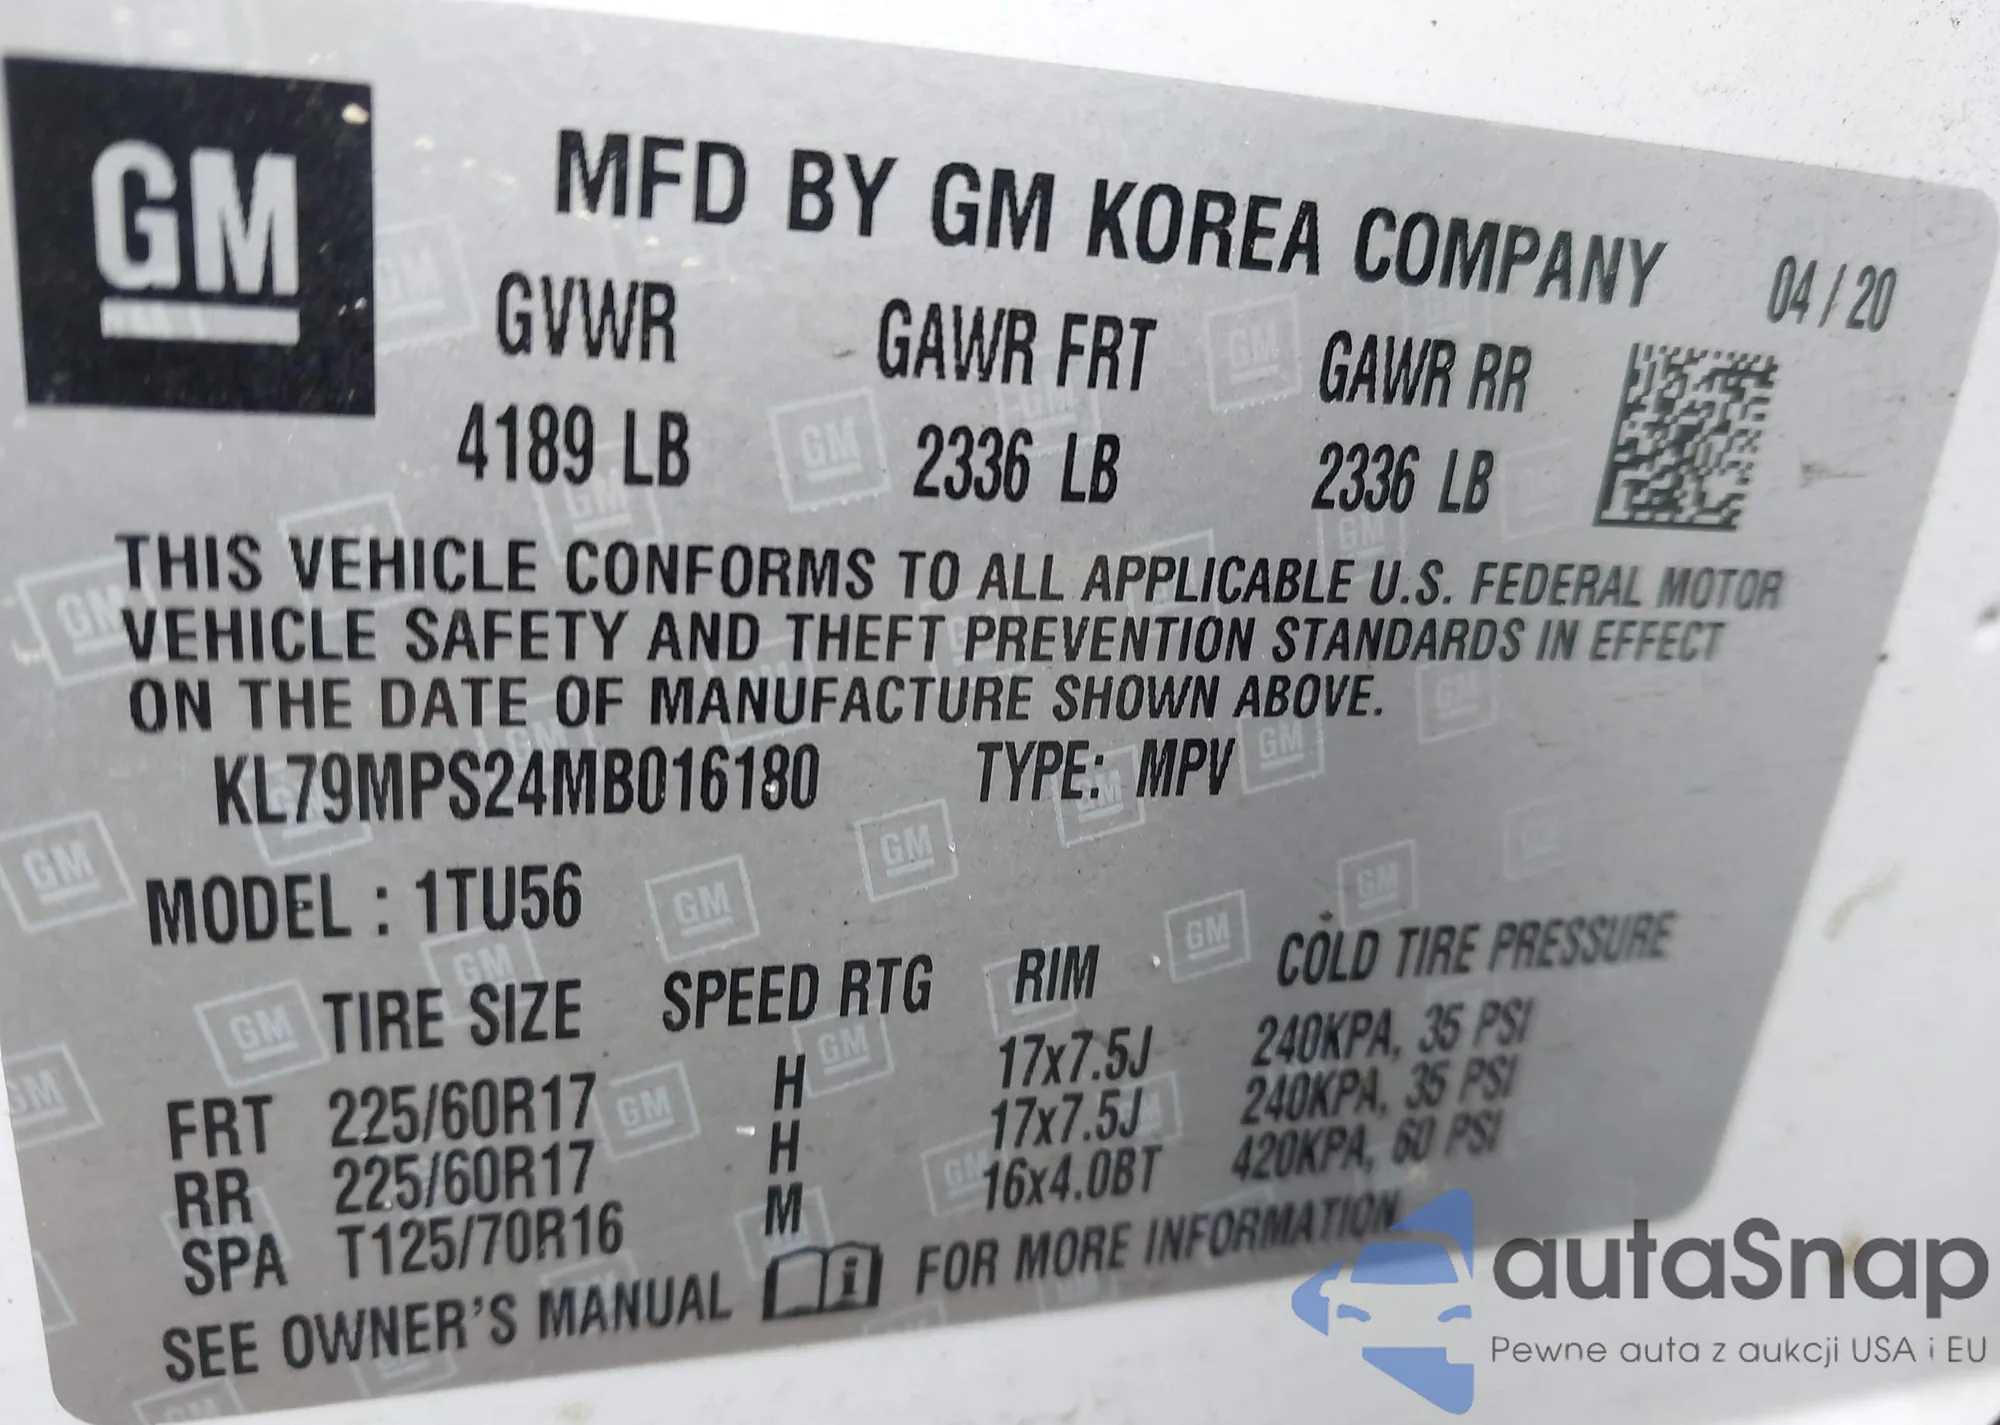 GM
MFD BY GM KOREA COMPANY 04 / 20
GVWR GAWR FRT GAWR RR
4189 LB 2336 LB 2336 LB
THIS VEHICLE CONFORMS TO ALL APPLICABLE U.S. FEDERAL MOTOR
VEHICLE SAFETY AND THEFT PREVENTION STANDARDS IN EFFECT
ON THE DATE OF MANUFACTURE SHOWN ABOVE.
KL79MPS24MB016180 TYPE: MPV
MODEL : 1TU56
TIRE SIZE SPEED RTG RIM COLD TIRE PRESSURE
FRT 225/60R17 H 17x7.5J 240KPA, 35 PSI
RR 225/60R17 H 17x7.5J 240KPA, 35 PSI
SPA T125/70R16 M 16x4.0BT 420KPA, 60 PSI
SEE OWNER'S MANUAL i FOR MORE INFORMATION
autaSnap
Pewne auta z aukcji USA i EU